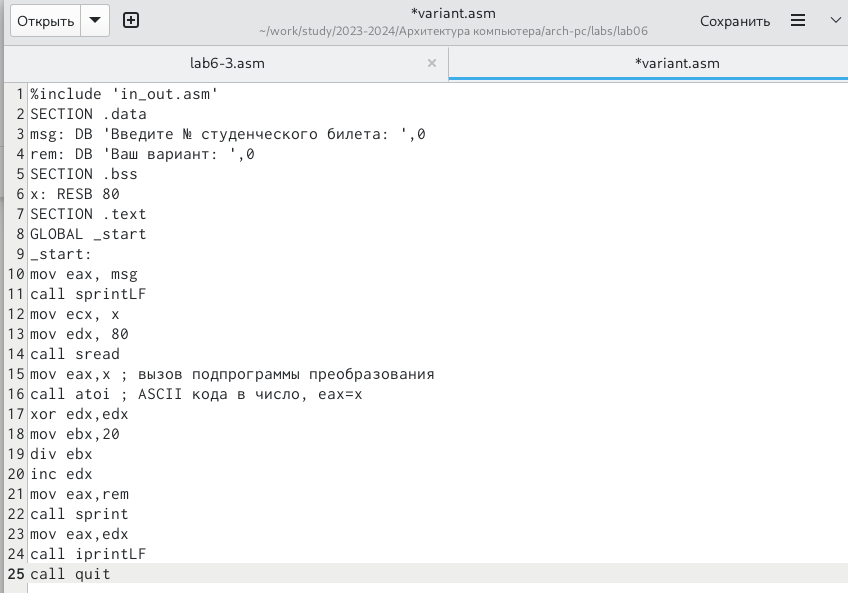 Открыть
*variant.asm
~/work/study/2023-2024/Архитектура компьютера/arch-pc/labs/lab06
Сохранить
lab6-3.asm
*variant.asm
1 %include 'in_out.asm'
2 SECTION .data
3 msg: DB 'Введите № студенческого билета: ',0
4 rem: DB 'Ваш вариант: ',0
5 SECTION .bss
6 x: RESB 80
7 SECTION .text
8 GLOBAL _start
9 _start:
10 mov eax, msg
11 call sprintLF
12 mov ecx, x
13 mov edx, 80
14 call sread
15 mov eax,x ; вызов подпрограммы преобразования
16 call atoi ; ASCII кода в число, eax=x
17 xor edx,edx
18 mov ebx,20
19 div ebx
20 inc edx
21 mov eax,rem
22 call sprint
23 mov eax,edx
24 call iprintLF
25 call quit